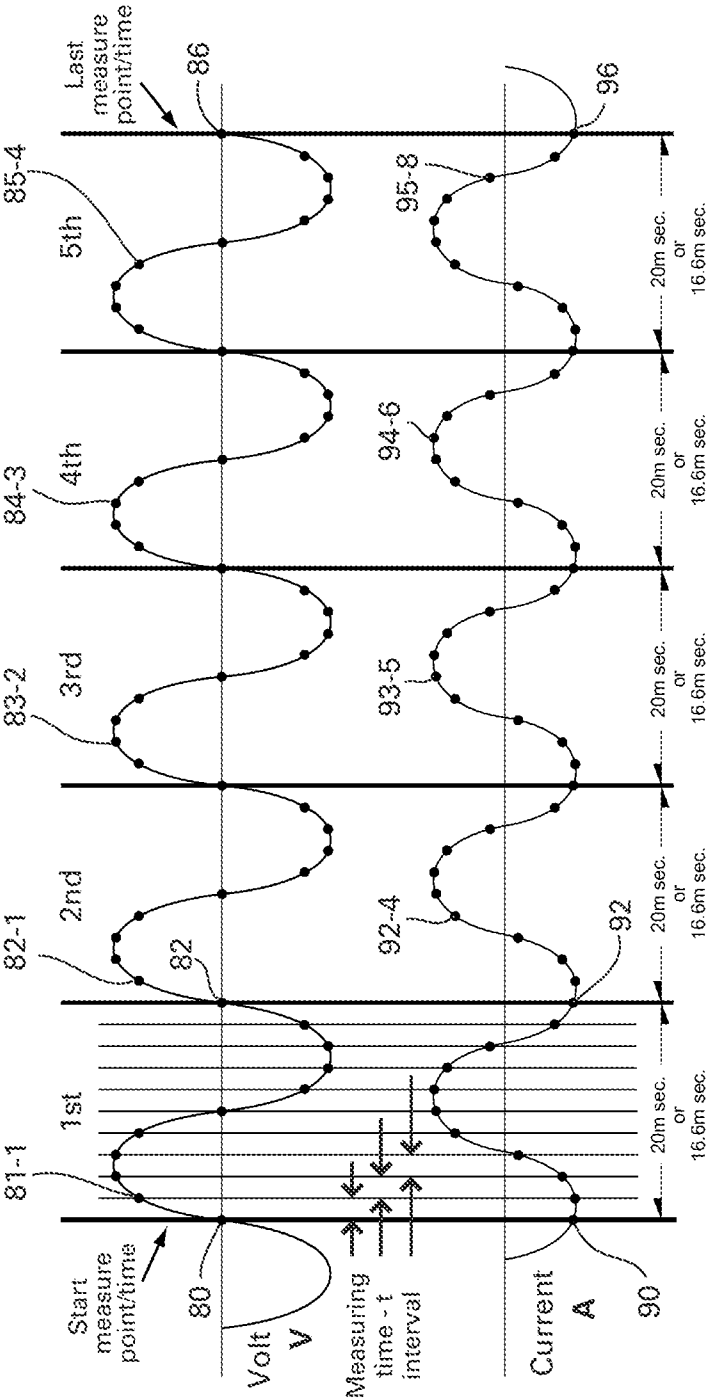 Start
measure
point/time
81-1
1st
82-1
2nd
83-2
3rd
84-3
4th
85-4
5th
Last
measure
point/time
80
82
86
Volt
V
Measuring
time - t
interval
92-4
93-5
94-6
95-8
Current
A
90
92
96
20m sec.
or
16.6m sec.
20m sec.
or
16.6m sec.
20m sec.
or
16.6m sec.
20m sec.
or
16.6m sec.
20m sec.
or
16.6m sec.